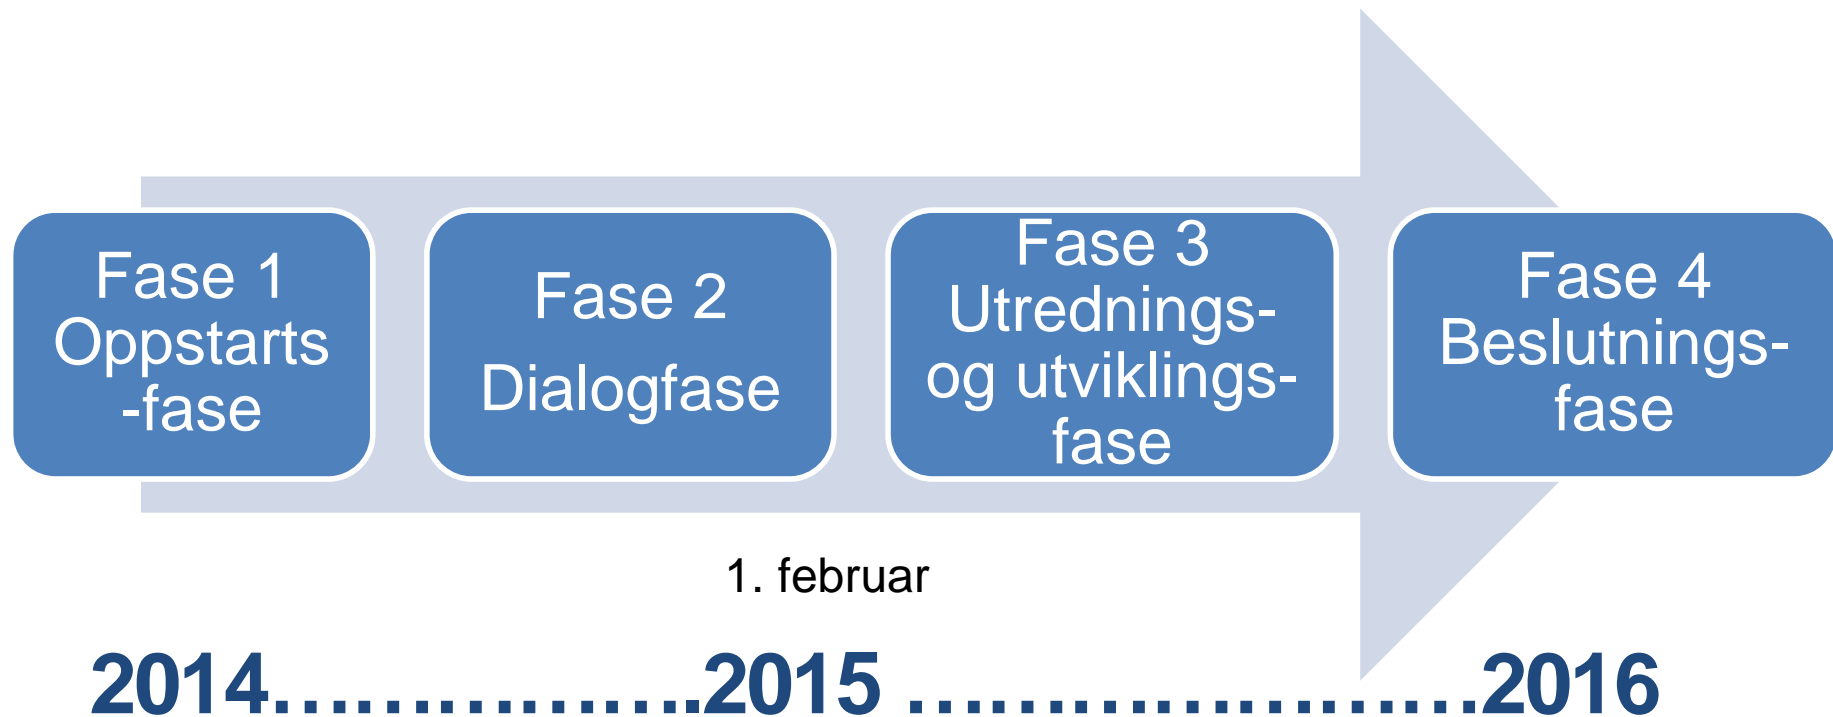 Fase 1
Oppstarts
-fase
Fase 2
Dialogfase
Fase 3
Utrednings-
og utviklings-
fase
Fase 4
Beslutnings-
fase
1. februar
2014................2015 .....................2016